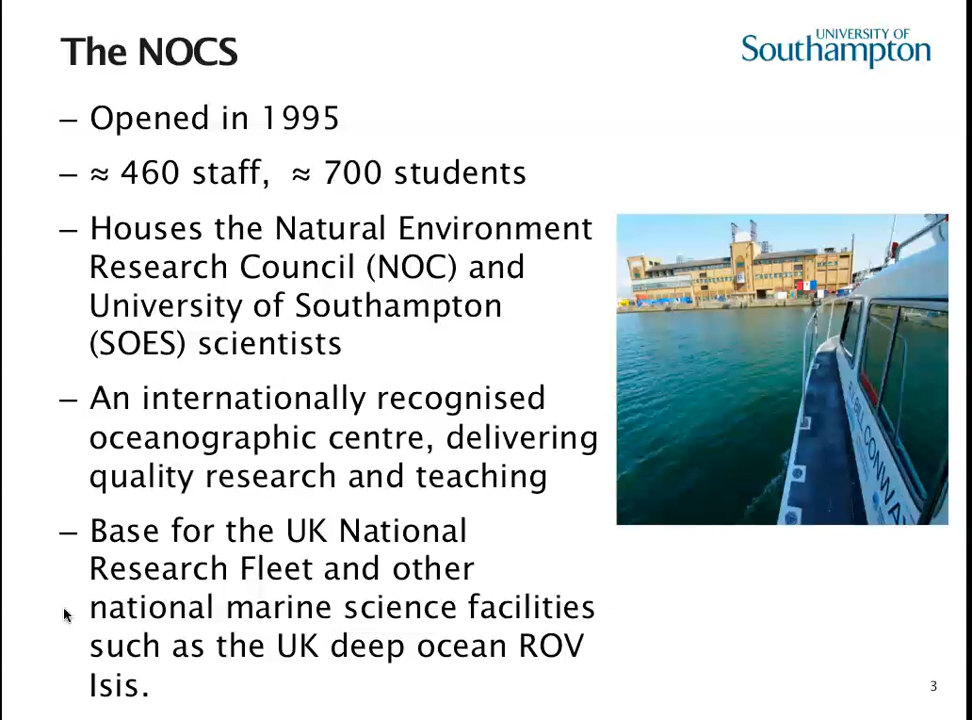 The NOCS
UNIVERSITY OF
Southampton
– Opened in 1995
– ≈ 460 staff, ≈ 700 students
– Houses the Natural Environment
Research Council (NOC) and
University of Southampton
(SOES) scientists
– An internationally recognised
oceanographic centre, delivering
quality research and teaching
– Base for the UK National
Research Fleet and other
national marine science facilities
such as the UK deep ocean ROV
Isis.
BILL CONWAY
3